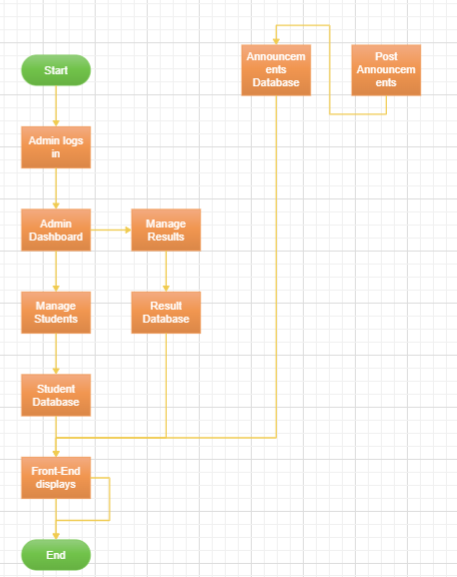 Start
Announcem
ents
Database
Post
Announcem
ents
Admin logs
in
Admin
Dashboard
Manage
Results
Manage
Students
Result
Database
Student
Database
Front-End
displays
End